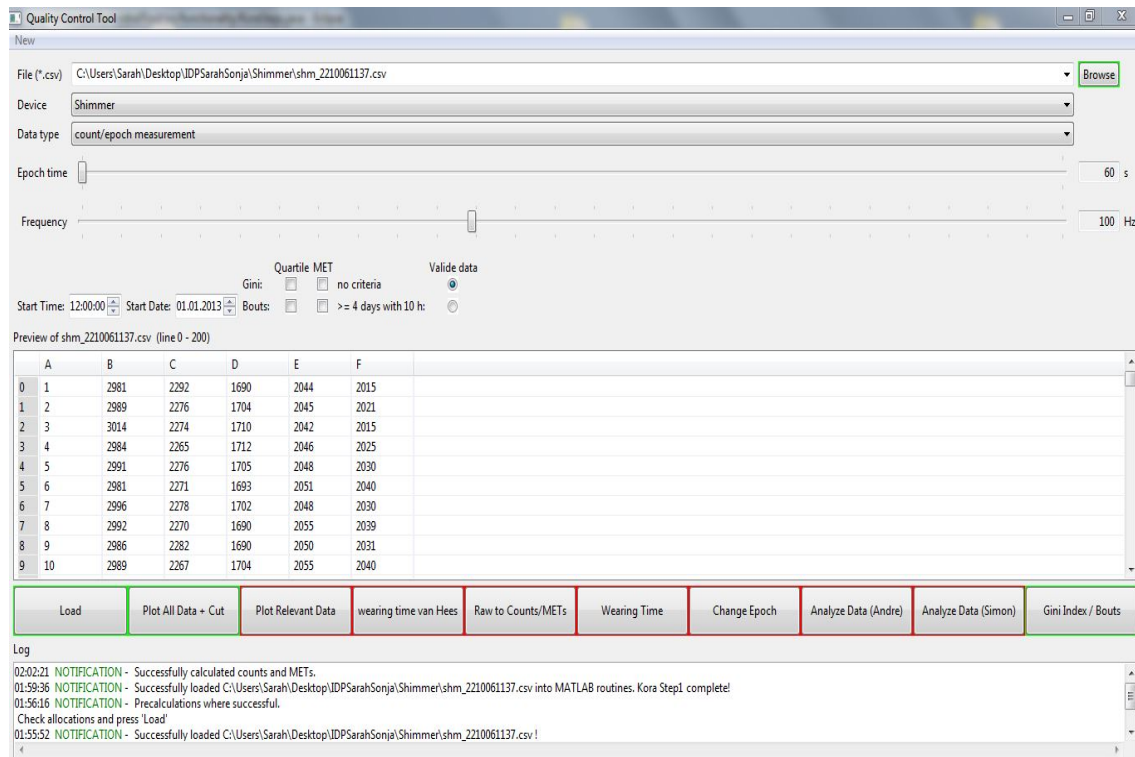 Quality Control Tool
New
File (*.csv) C:\Users\Sarah\Desktop\IDPSarahSonja\Shimmer\shm_2210061137.csv Browse
Device Shimmer
Data type count/epoch measurement
Epoch time 60 s
Frequency 100 Hz
Quartile MET Valide data
Gini: no criteria
Start Time: 12:00:00 Start Date: 01.01.2013 Bouts: >= 4 days with 10 h:
Preview of shm_2210061137.csv (line 0 - 200)
A B C D E F
0 1 2981 2292 1690 2044 2015
1 2 2989 2276 1704 2045 2021
2 3 3014 2274 1710 2042 2015
3 4 2984 2265 1712 2046 2025
4 5 2991 2276 1705 2048 2030
5 6 2981 2271 1693 2051 2040
6 7 2996 2278 1702 2048 2030
7 8 2992 2270 1690 2055 2039
8 9 2986 2282 1690 2050 2031
9 10 2989 2267 1704 2055 2040
Load Plot All Data + Cut Plot Relevant Data wearing time van Hees Raw to Counts/METs Wearing Time Change Epoch Analyze Data (Andre) Analyze Data (Simon) Gini Index / Bouts
Log
02:02:21 NOTIFICATION - Successfully calculated counts and METs.
01:59:36 NOTIFICATION - Successfully loaded C:\Users\Sarah\Desktop\IDPSarahSonja\Shimmer\shm_2210061137.csv into MATLAB routines. Kora Step1 complete!
01:56:16 NOTIFICATION - Precalculations where successful.
Check allocations and press 'Load'
01:55:52 NOTIFICATION - Successfully loaded C:\Users\Sarah\Desktop\IDPSarahSonja\Shimmer\shm_2210061137.csv !